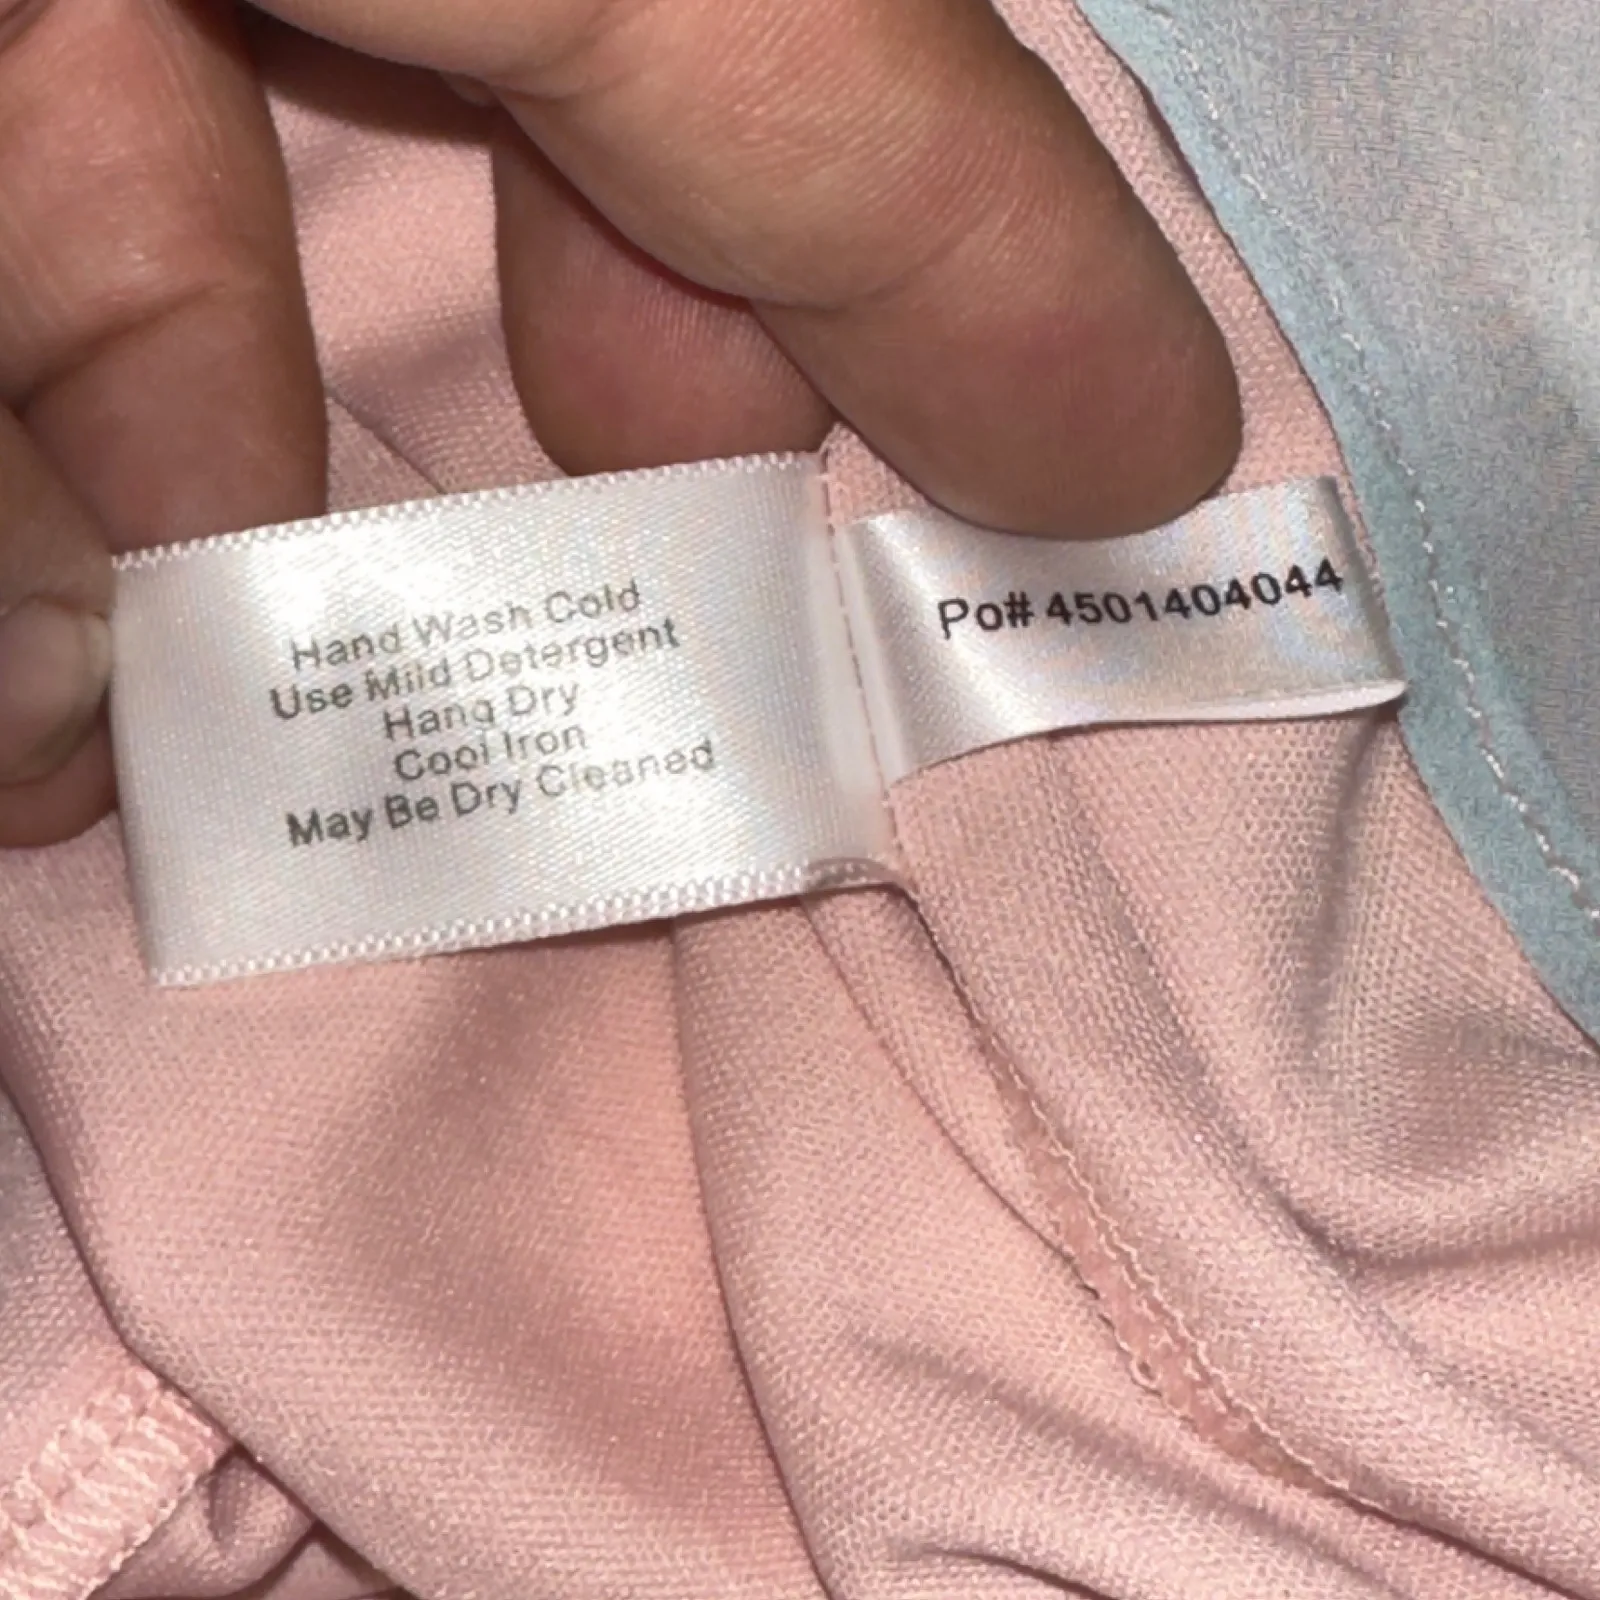 Hand Wash Cold
Use Mild Detergent
Hang Dry
Cool Iron
May Be Dry Cleaned
Po# 4501404044